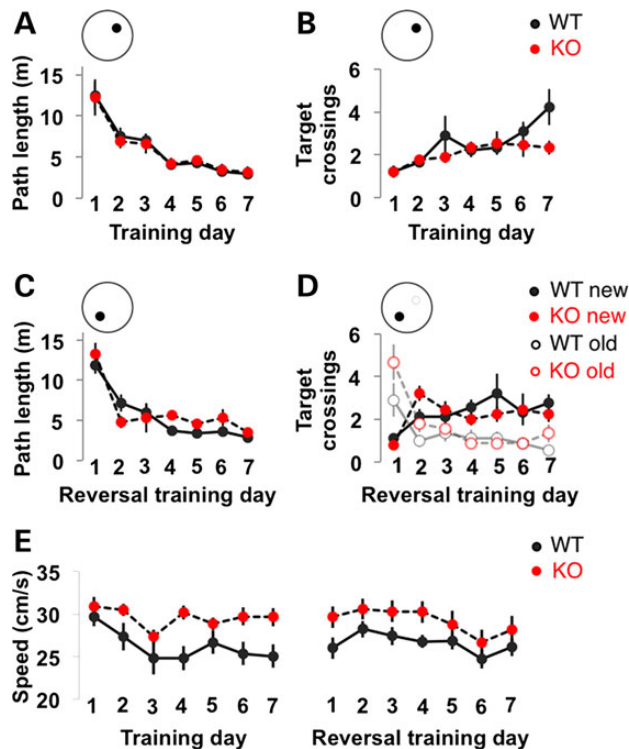 A
Path length (m)
15
10
5
0
1 2 3 4 5 6 7
Training day
B
WT
KO
Target
crossings
6
4
2
0
1 2 3 4 5 6 7
Training day
C
Path length (m)
15
10
5
0
1 2 3 4 5 6 7
Reversal training day
D
WT new
KO new
WT old
KO old
Target
crossings
6
4
2
0
1 2 3 4 5 6 7
Reversal training day
E
WT
KO
Speed (cm/s)
35
30
25
20
1 2 3 4 5 6 7
Training day
1 2 3 4 5 6 7
Reversal training day